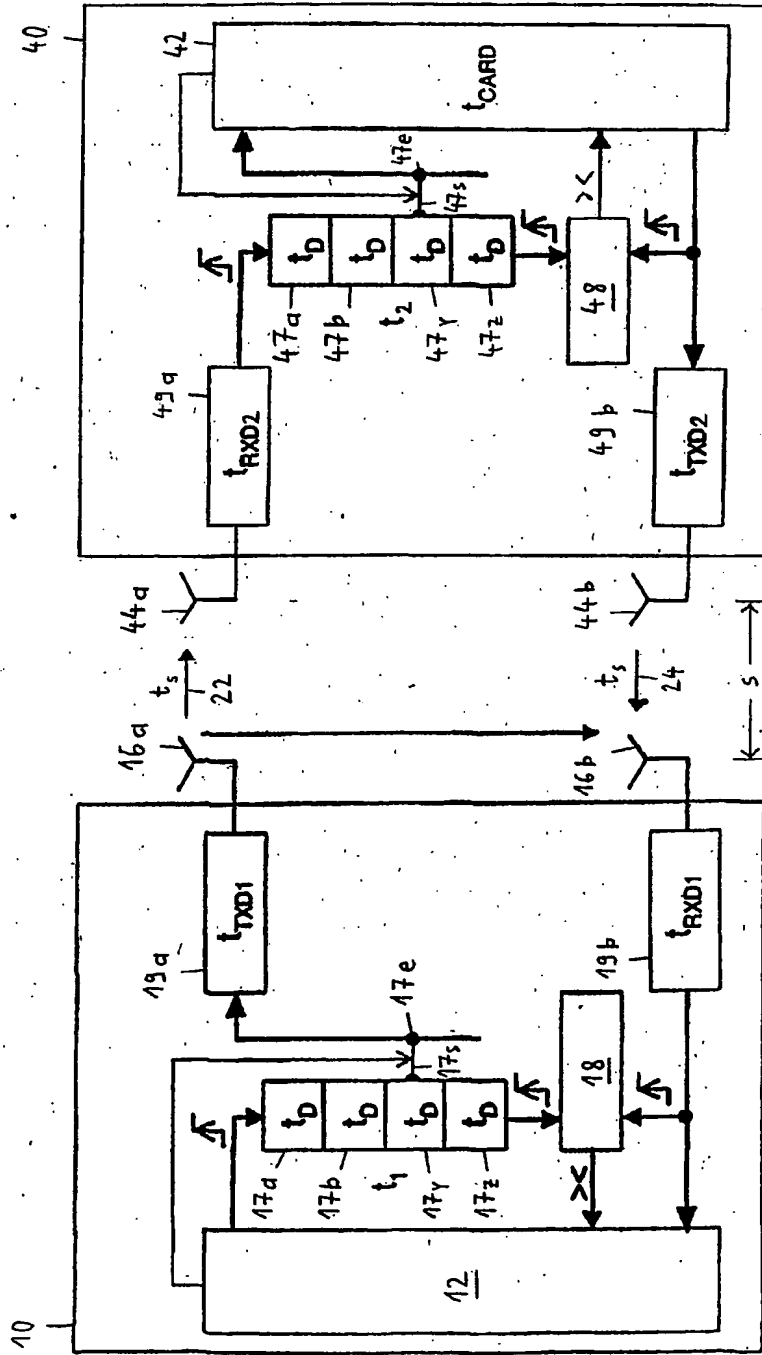 40
42
t_CARD
47e
47s
t_D
t_D
t_D
t_D
47a
47b
t_2
47y
47z
48
><
49a
t_RXD2
49b
t_TXD2
44a
44b
t_s
22
t_s
24
s
16a
16b
19a
t_TXD1
19b
t_RXD1
17e
17s
t_D
t_D
t_D
t_D
17a
17b
t_1
17y
17z
18
><
12
10